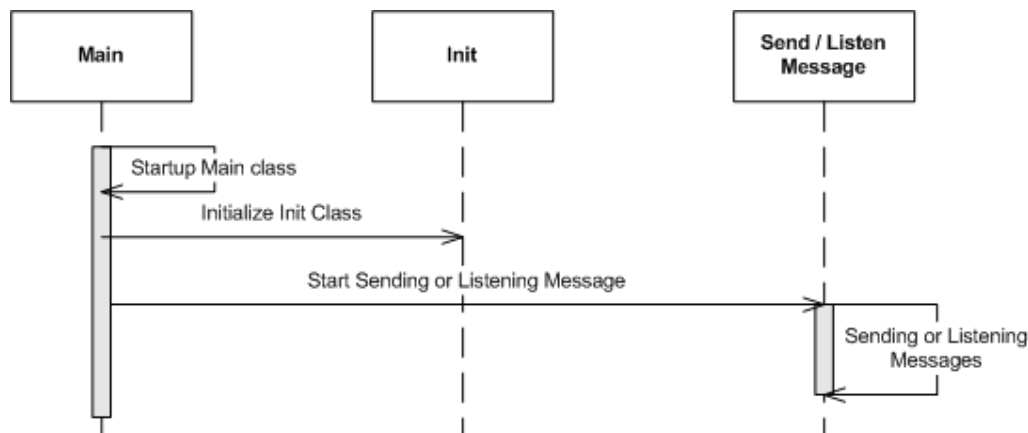 Main
Init
Send / Listen
Message
Startup Main class
Initialize Init Class
Start Sending or Listening Message
Sending or Listening
Messages